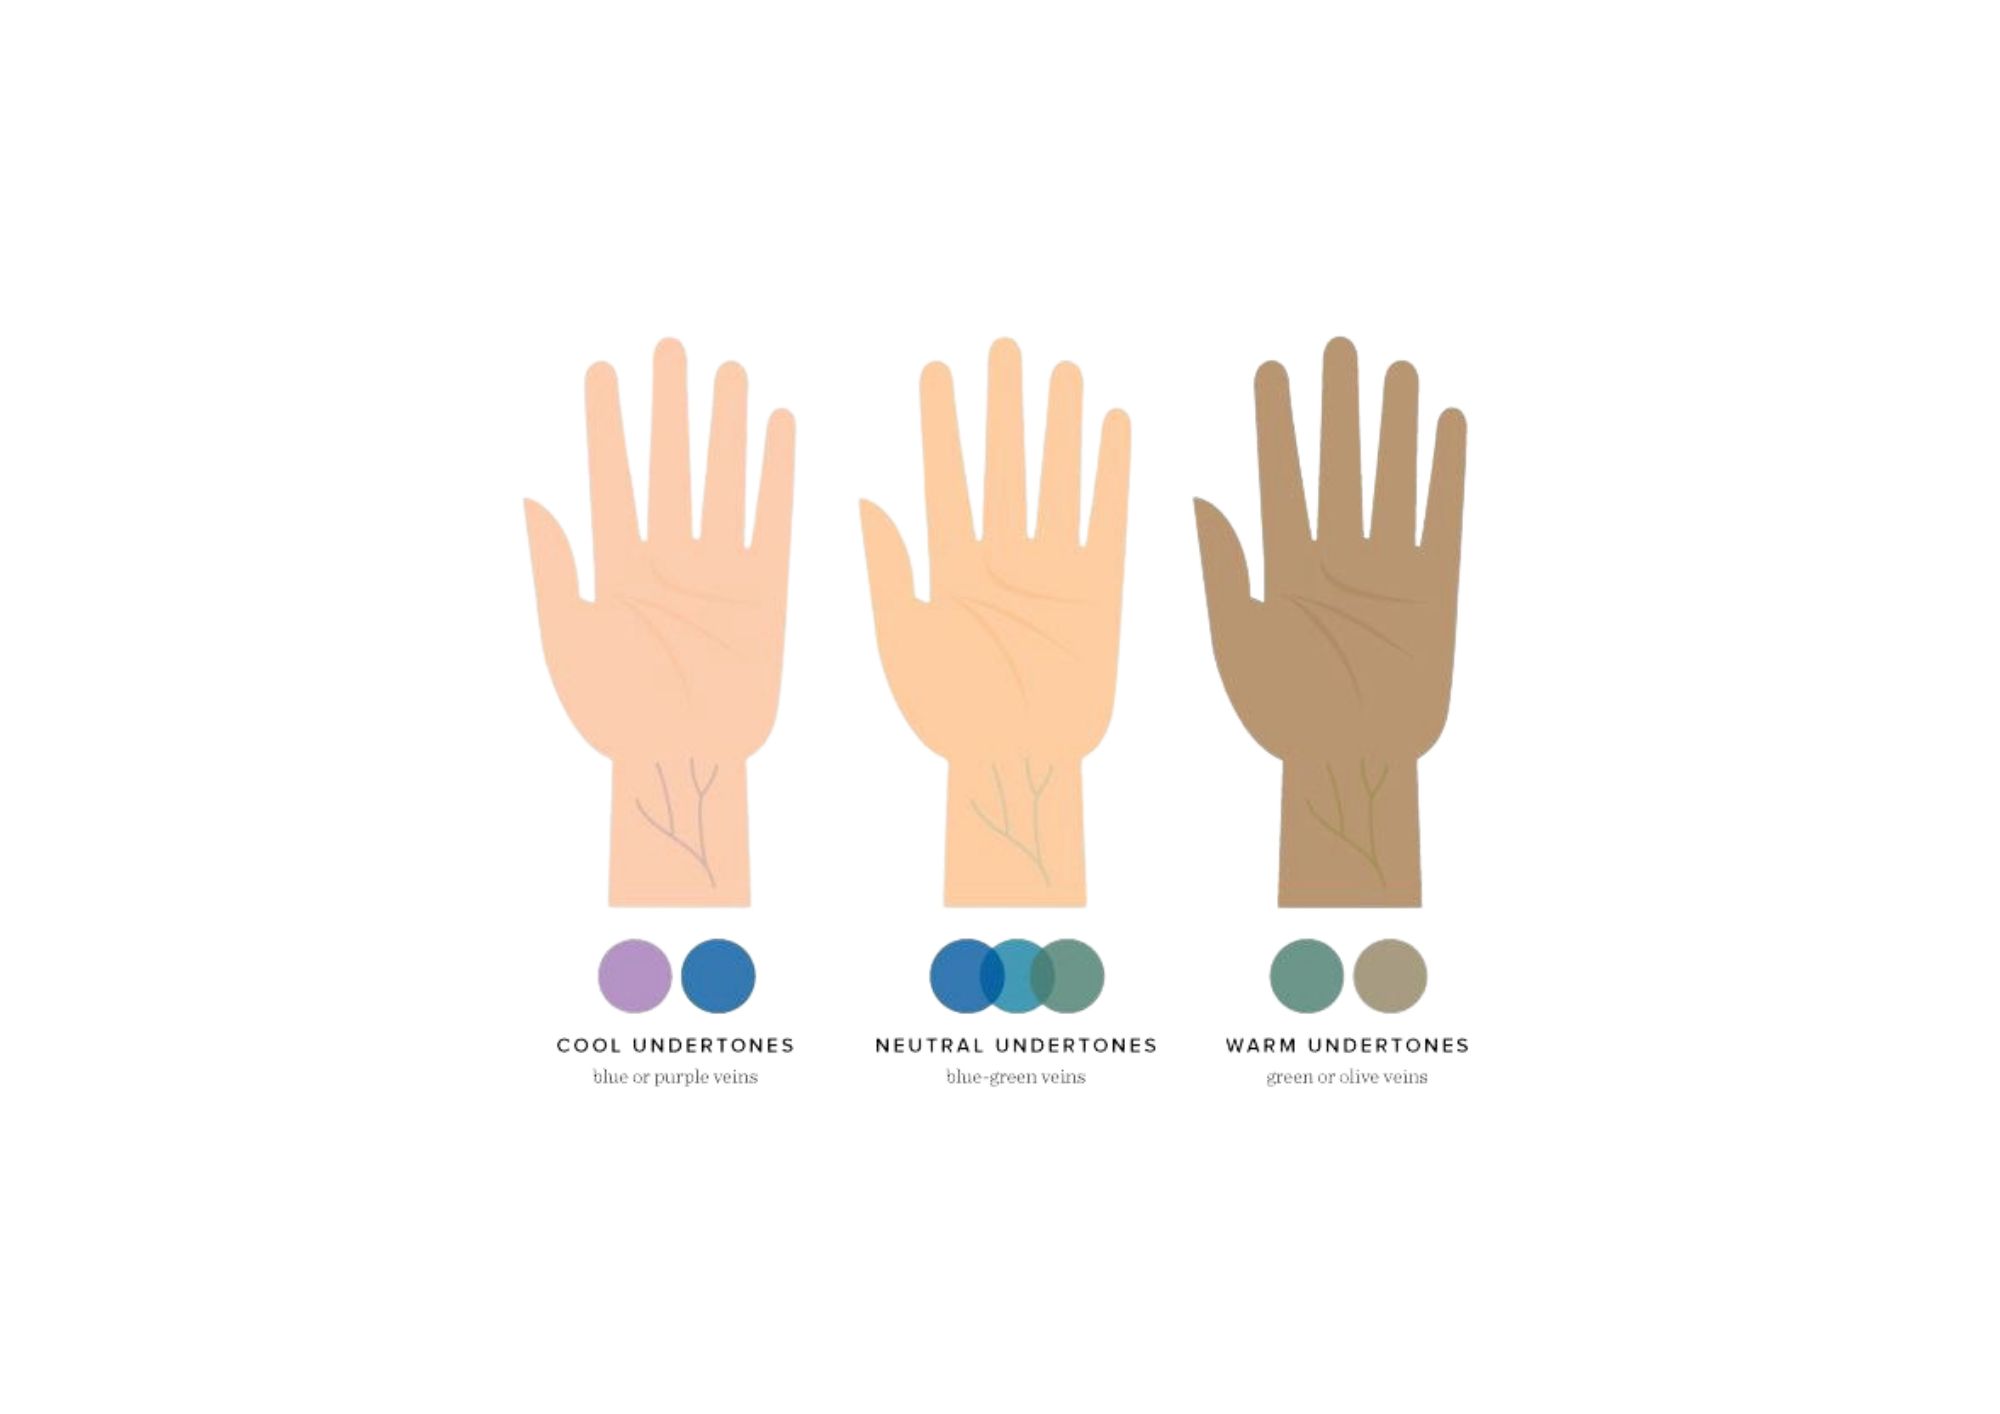 COOL UNDERTONES
blue or purple veins
NEUTRAL UNDERTONES
blue-green veins
WARM UNDERTONES
green or olive veins